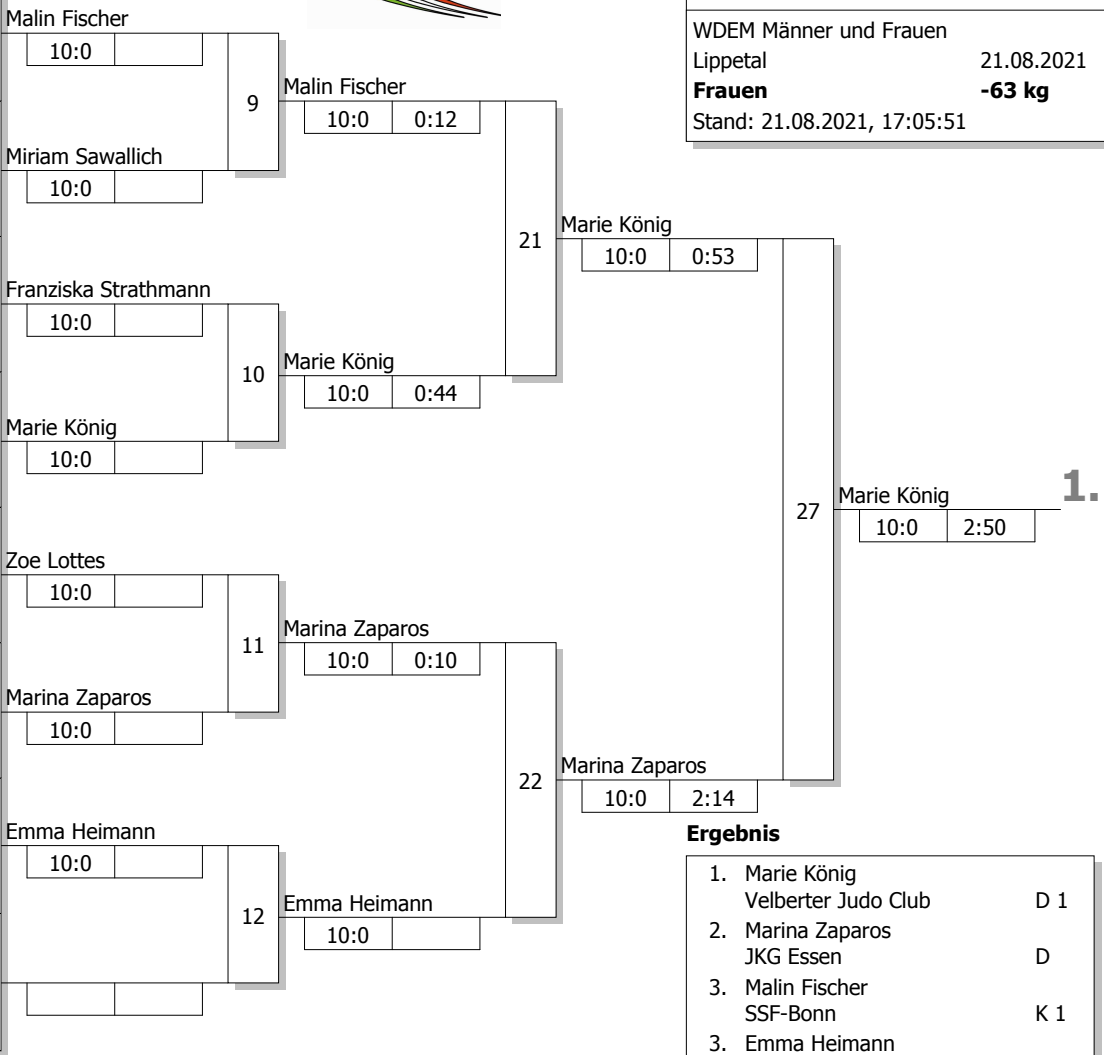 WDEM Männer und Frauen
Lippetal 21.08.2021
Frauen -63 kg
Stand: 21.08.2021, 17:05:51
Malin Fischer
10:0
9
Miriam Sawallich
10:0
Malin Fischer
10:0 0:12
Franziska Strathmann
10:0
10
Marie König
10:0
Marie König
10:0 0:44
21
Marie König
10:0 0:53
Zoe Lottes
10:0
11
Marina Zaparos
10:0
Marina Zaparos
10:0 0:10
Emma Heimann
10:0
12
Emma Heimann
10:0
22
Marina Zaparos
10:0 2:14
27
Marie König
10:0 2:50
1.
Ergebnis
1. Marie König
Velberter Judo Club D 1
2. Marina Zaparos
JKG Essen D
3. Malin Fischer
SSF-Bonn K 1
3. Emma Heimann